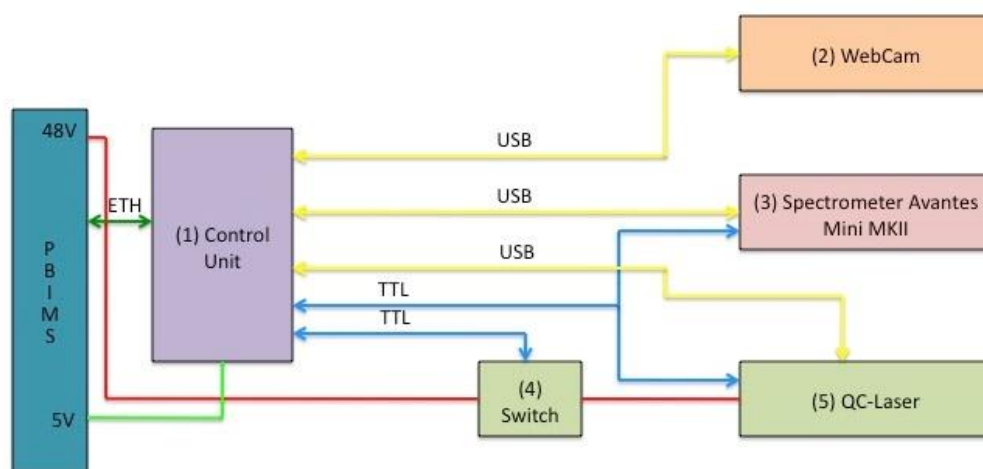 (2) WebCam
48V
USB
ETH
USB
(3) Spectrometer Avantes
Mini MKII
(1) Control
Unit
USB
P
B
I
M
S
TTL
TTL
(4)
Switch
(5) QC-Laser
5V